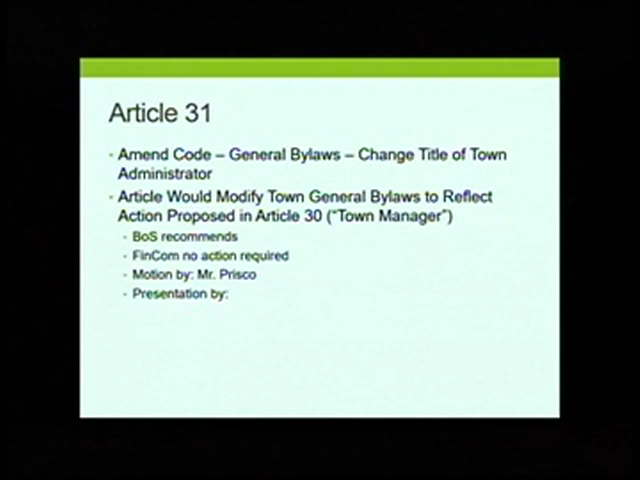 Article 31
• Amend Code – General Bylaws – Change Title of Town
Administrator
• Article Would Modify Town General Bylaws to Reflect
Action Proposed in Article 30 (“Town Manager”)
• BoS recommends
• FinCom no action required
• Motion by: Mr. Prisco
• Presentation by: